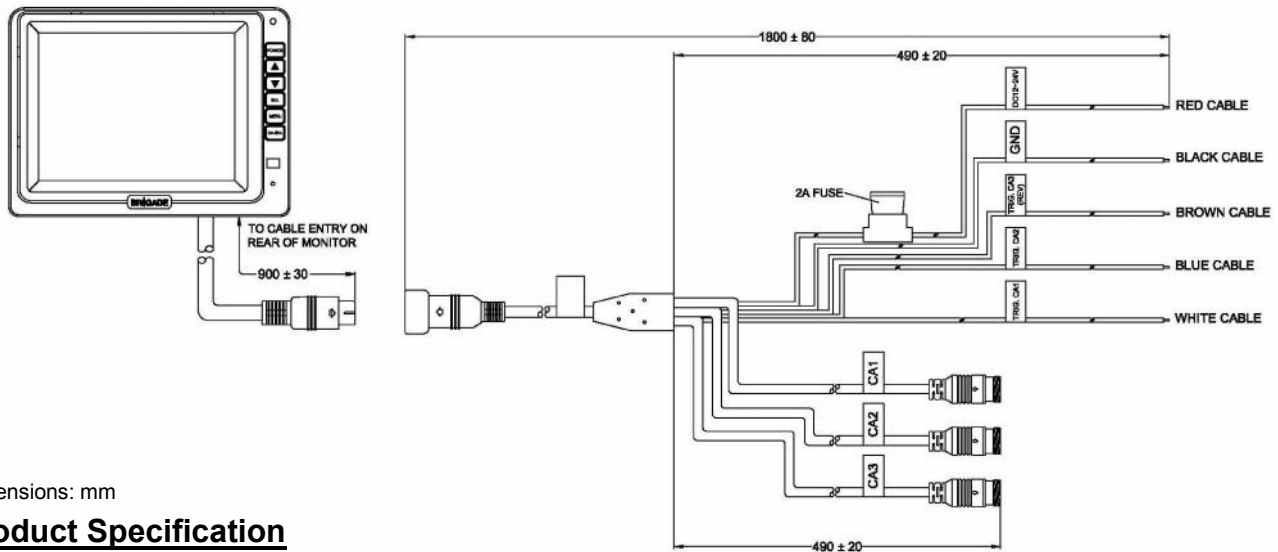 1800 ± 80
490 ± 20
DC12~24V
RED CABLE
GND
BLACK CABLE
2A FUSE
TRIG. CA3
(REV)
BROWN CABLE
TRIG. CA2
BLUE CABLE
TRIG. CA1
WHITE CABLE
POWER
BRIGADE
TO CABLE ENTRY ON
REAR OF MONITOR
900 ± 30
CA1
CA2
CA3
ensions: mm
oduct Specification
490 ± 20